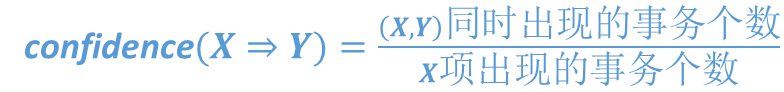 confidence(X ⇒ Y) = (X,Y)同时出现的事务个数
X项出现的事务个数